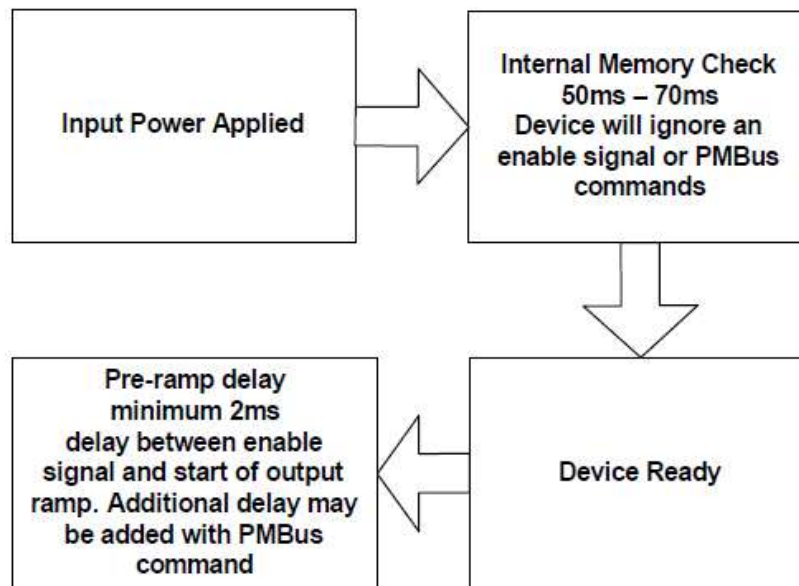 Input Power Applied
Internal Memory Check
50ms – 70ms
Device will ignore an
enable signal or PMBus
commands
Device Ready
Pre-ramp delay
minimum 2ms
delay between enable
signal and start of output
ramp. Additional delay may
be added with PMBus
command